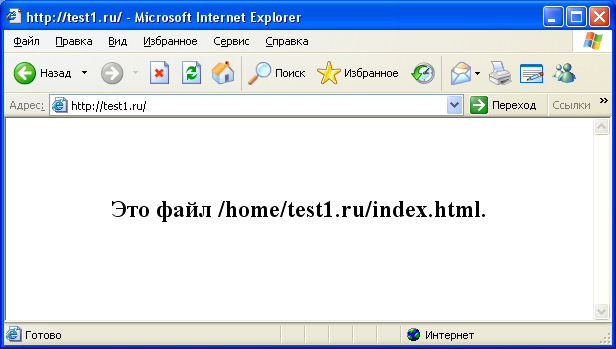 http://test1.ru/ - Microsoft Internet Explorer
Файл Правка Вид Избранное Сервис Справка
Назад Поиск Избранное
Адрес: http://test1.ru/ Переход Ссылки »
Это файл /home/test1.ru/index.html.
Готово Интернет